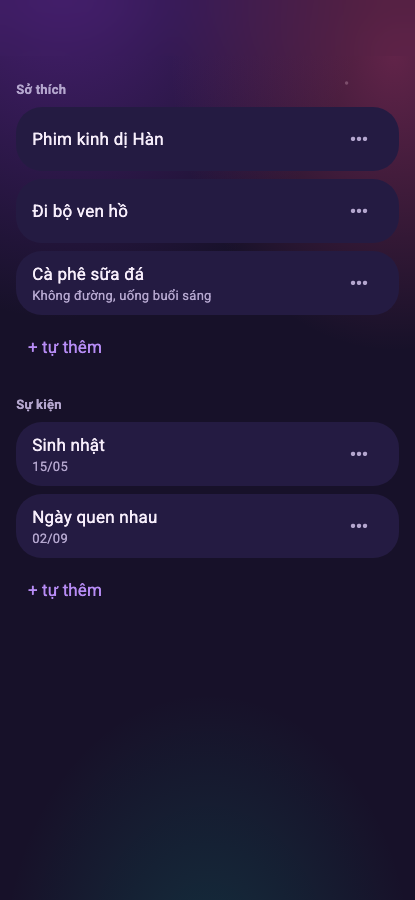 Sở thích
Phim kinh dị Hàn
Đi bộ ven hồ
Cà phê sữa đá
Không đường, uống buổi sáng
+ tự thêm
Sự kiện
Sinh nhật
15/05
Ngày quen nhau
02/09
+ tự thêm